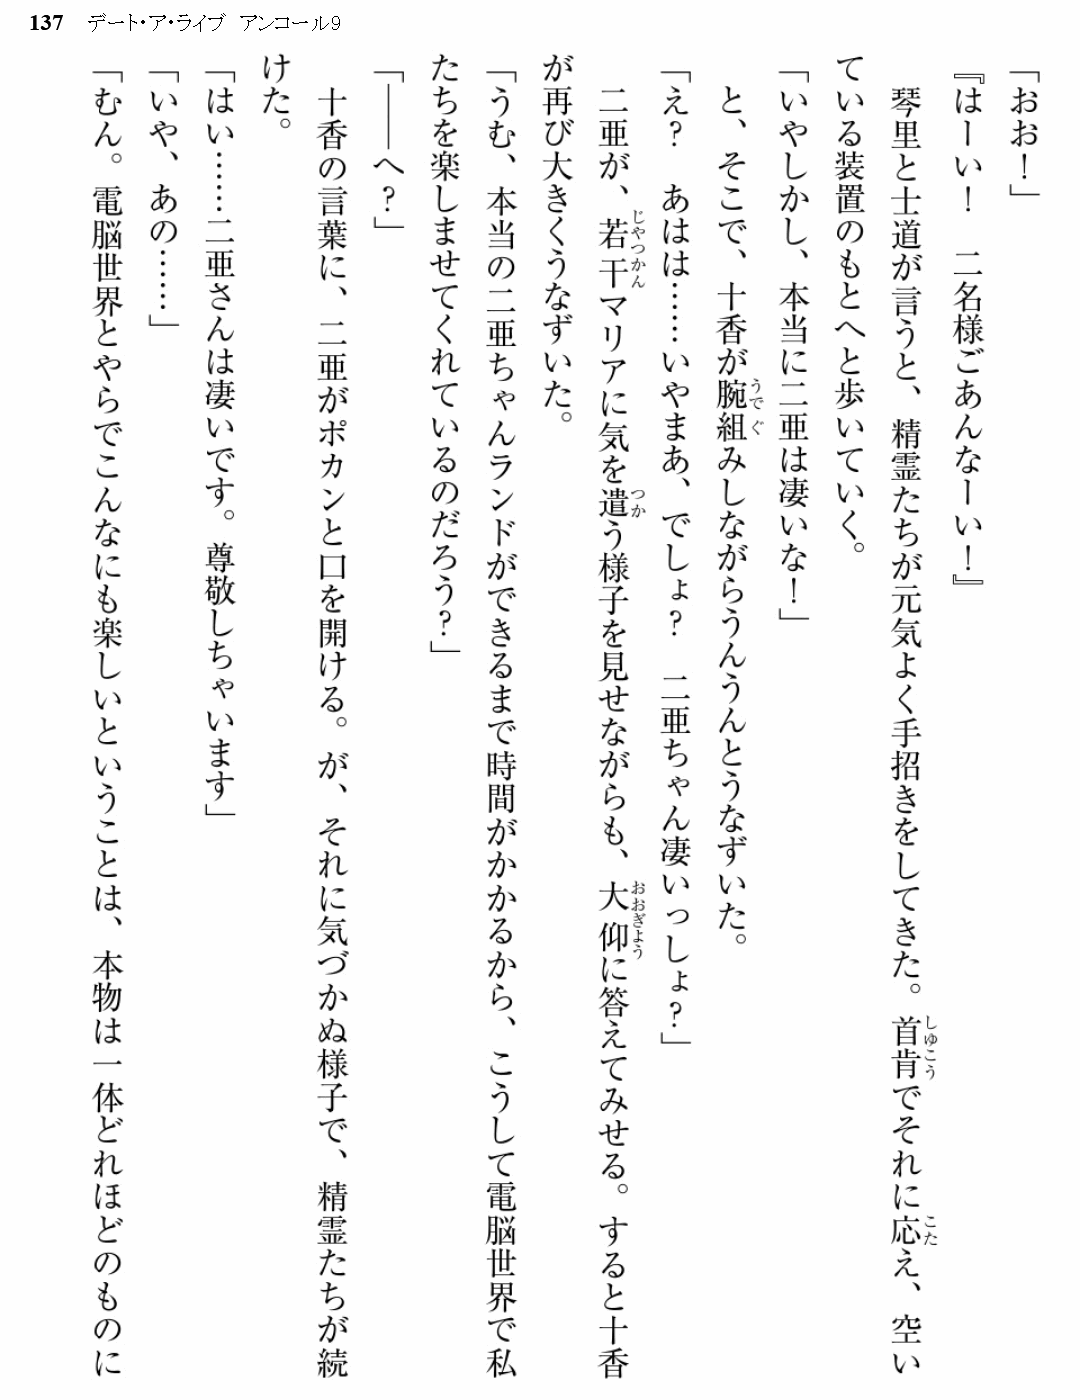 137 デート・ア・ライブ アンコール9
「おお！」
『はーい！　二名様ごあんなーい！』
　琴里と士道が言うと、精霊たちが元気よく手招きをしてきた。首肯でそれに応え、空い
ている装置のもとへと歩いていく。
「いやしかし、本当に二亜は凄いな！」
　と、そこで、十香が腕組みしながらうんうんとうなずいた。
「え？　あはは……いやまあ、でしょ？　二亜ちゃん凄いっしょ？」
　二亜が、若干マリアに気を遣う様子を見せながらも、大仰に答えてみせる。すると十香
が再び大きくうなずいた。
「うむ、本当の二亜ちゃんランドができるまで時間がかかるから、こうして電脳世界で私
たちを楽しませてくれているのだろう？」
「――へ？」
　十香の言葉に、二亜がポカンと口を開ける。が、それに気づかぬ様子で、精霊たちが続
けた。
「はい……二亜さんは凄いです。尊敬しちゃいます」
「いや、あの……」
「むん。電脳世界とやらでこんなにも楽しいということは、本物は一体どれほどのものに